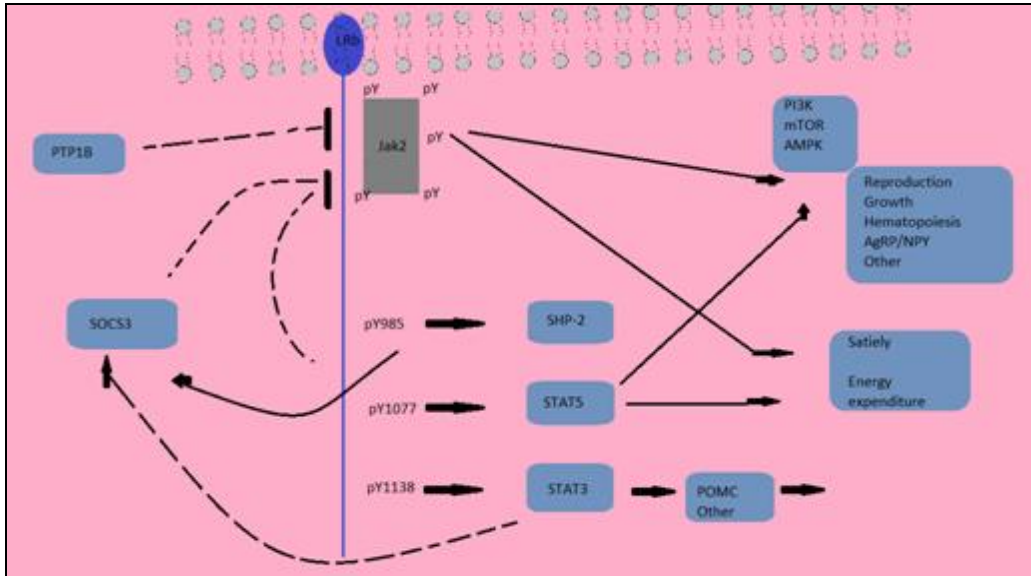 LRb
pY
pY
PTP1B
Jak2
pY
pY
pY
PI3K
mTOR
AMPK
Reproduction
Growth
Hematopoiesis
AgRP/NPY
Other
SOCS3
pY985
SHP-2
Satiely
Energy
expenditure
pY1077
STAT5
pY1138
STAT3
POMC
Other